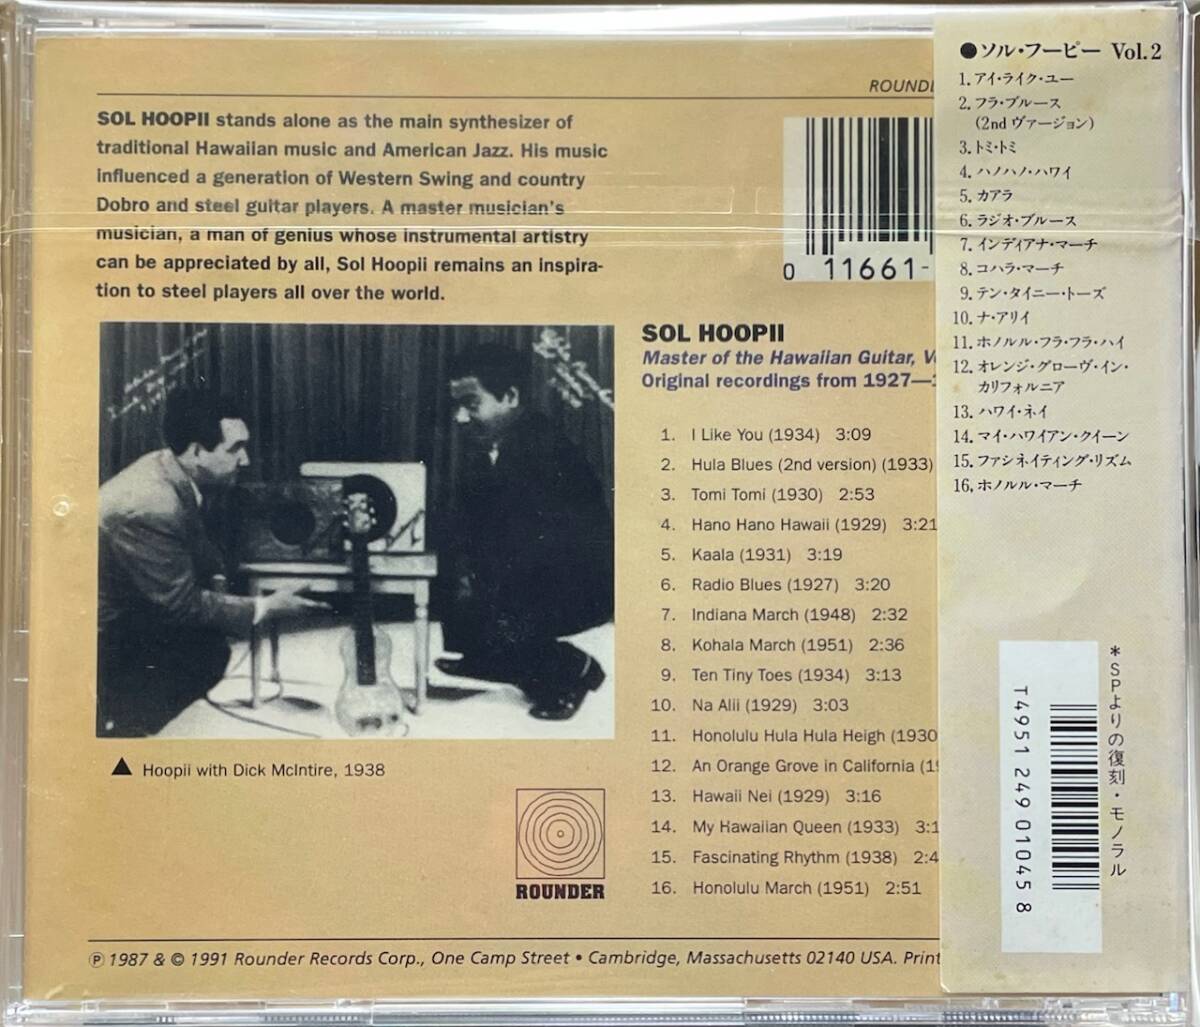 ROUNDE
SOL HOOPII stands alone as the main synthesizer of
traditional Hawaiian music and American Jazz. His music
influenced a generation of Western Swing and country
Dobro and steel guitar players. A master musician's
musician, a man of genius whose instrumental artistry
can be appreciated by all, Sol Hoopii remains an inspira-
tion to steel players all over the world.
0 11661-
SOL HOOPII
Master of the Hawaiian Guitar,
Original recordings from 1927—
1. I Like You (1934) 3:09
2. Hula Blues (2nd version) (1933)
3. Tomi Tomi (1930) 2:53
4. Hano Hano Hawaii (1929) 3:21
5. Kaala (1931) 3:19
6. Radio Blues (1927) 3:20
7. Indiana March (1948) 2:32
8. Kohala March (1951) 2:36
9. Ten Tiny Toes (1934) 3:13
10. Na Alii (1929) 3:03
11. Honolulu Hula Hula Heigh (1930
12. An Orange Grove in California
13. Hawaii Nei (1929) 3:16
14. My Hawaiian Queen (1933) 3:1
15. Fascinating Rhythm (1938) 2:4
16. Honolulu March (1951) 2:51
▲ Hoopii with Dick McIntire, 1938
ROUNDER
℗ 1987 & © 1991 Rounder Records Corp., One Camp Street • Cambridge, Massachusetts 02140 USA. Print
●ソル・フーピー Vol.2
1. アイ・ライク・ユー
2. フラ・ブルース
(2nd ヴァージョン)
3. トミ・トミ
4. ハノハノ・ハワイ
5. カアラ
6. ラジオ・ブルース
7. インディアナ・マーチ
8. コハラ・マーチ
9. テン・タイニー・トーズ
10. ナ・アリイ
11. ホノルル・フラ・フラ・ハイ
12. オレンジ・グローヴ・イン・
カリフォルニア
13. ハワイ・ネイ
14. マイ・ハワイアン・クイーン
15. ファシネイティング・リズム
16. ホノルル・マーチ
＊SPよりの復刻・モノラル
T4951 249 01045 8